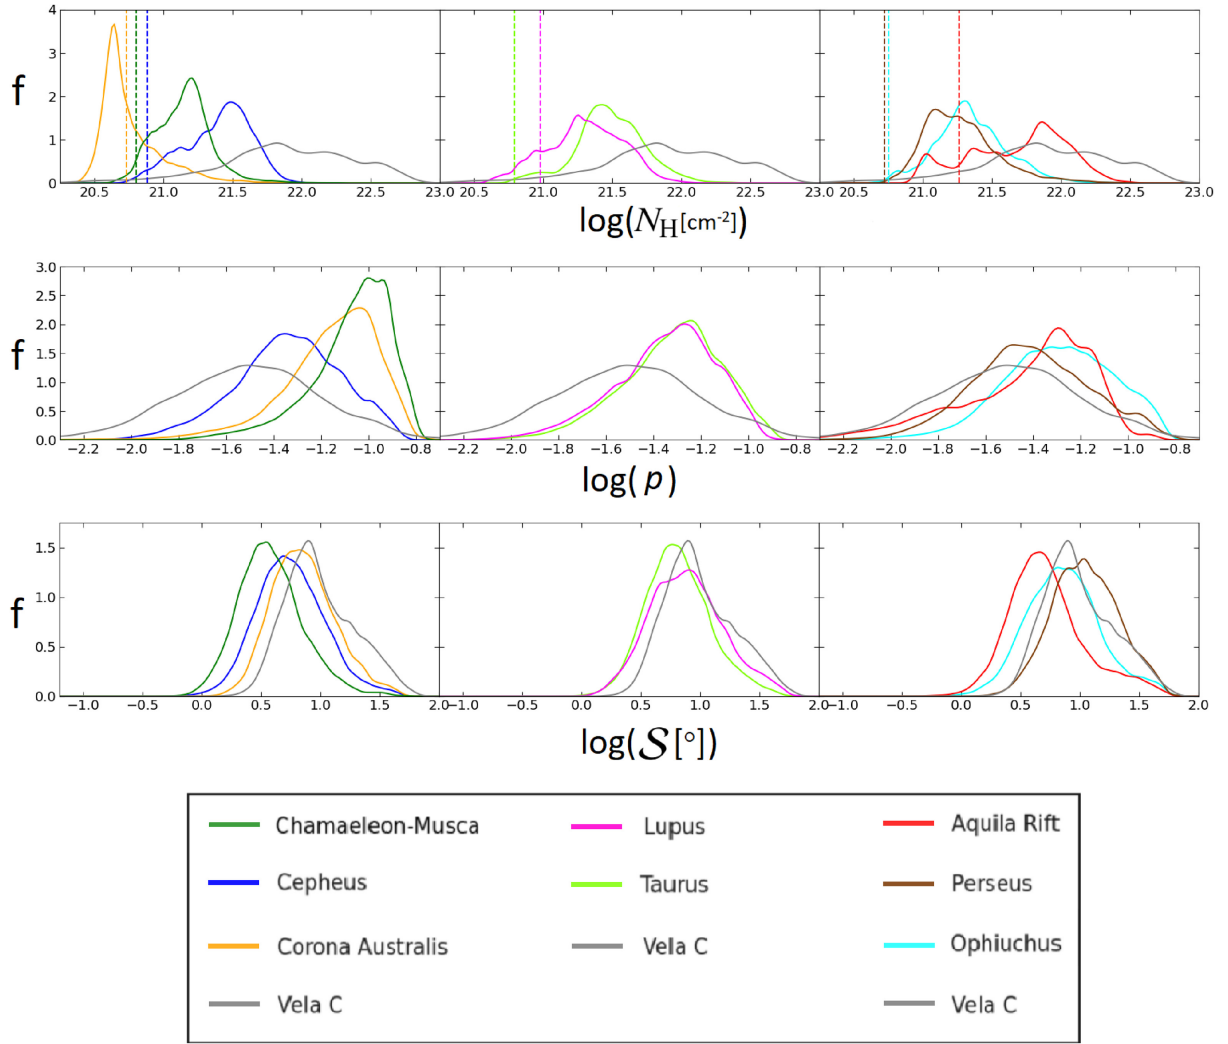 4
3
f
2
1
0
20.5 21.0 21.5 22.0 22.5 23.0 20.5 21.0 21.5 22.0 22.5 23.0 20.5 21.0 21.5 22.0 22.5 23.0
log(N_H[cm⁻²])
3.0
2.5
2.0
f
1.5
1.0
0.5
0.0
−2.2 −2.0 −1.8 −1.6 −1.4 −1.2 −1.0 −0.8 −2.2 −2.0 −1.8 −1.6 −1.4 −1.2 −1.0 −0.8 −2.2 −2.0 −1.8 −1.6 −1.4 −1.2 −1.0 −0.8
log(p)
1.5
1.0
f
0.5
0.0
−1.0 −0.5 0.0 0.5 1.0 1.5 2.0 −1.0 −0.5 0.0 0.5 1.0 1.5 2.0 −1.0 −0.5 0.0 0.5 1.0 1.5 2.0
log(𝒮[°])
Chamaeleon-Musca Lupus Aquila Rift
Cepheus Taurus Perseus
Corona Australis Vela C Ophiuchus
Vela C Vela C